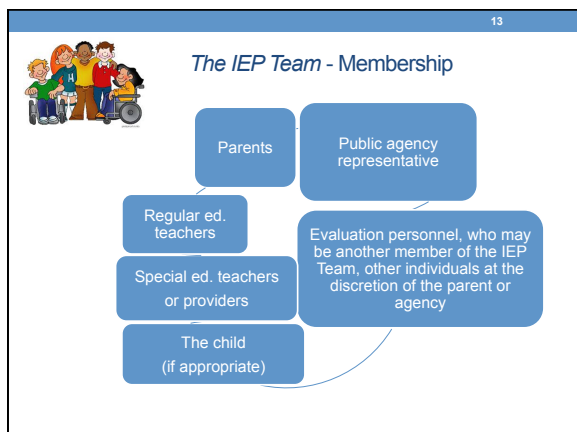 13
The IEP Team - Membership
Parents
Public agency
representative
Regular ed.
teachers
Evaluation personnel, who may
be another member of the IEP
Team, other individuals at the
discretion of the parent or
agency
Special ed. teachers
or providers
The child
(if appropriate)